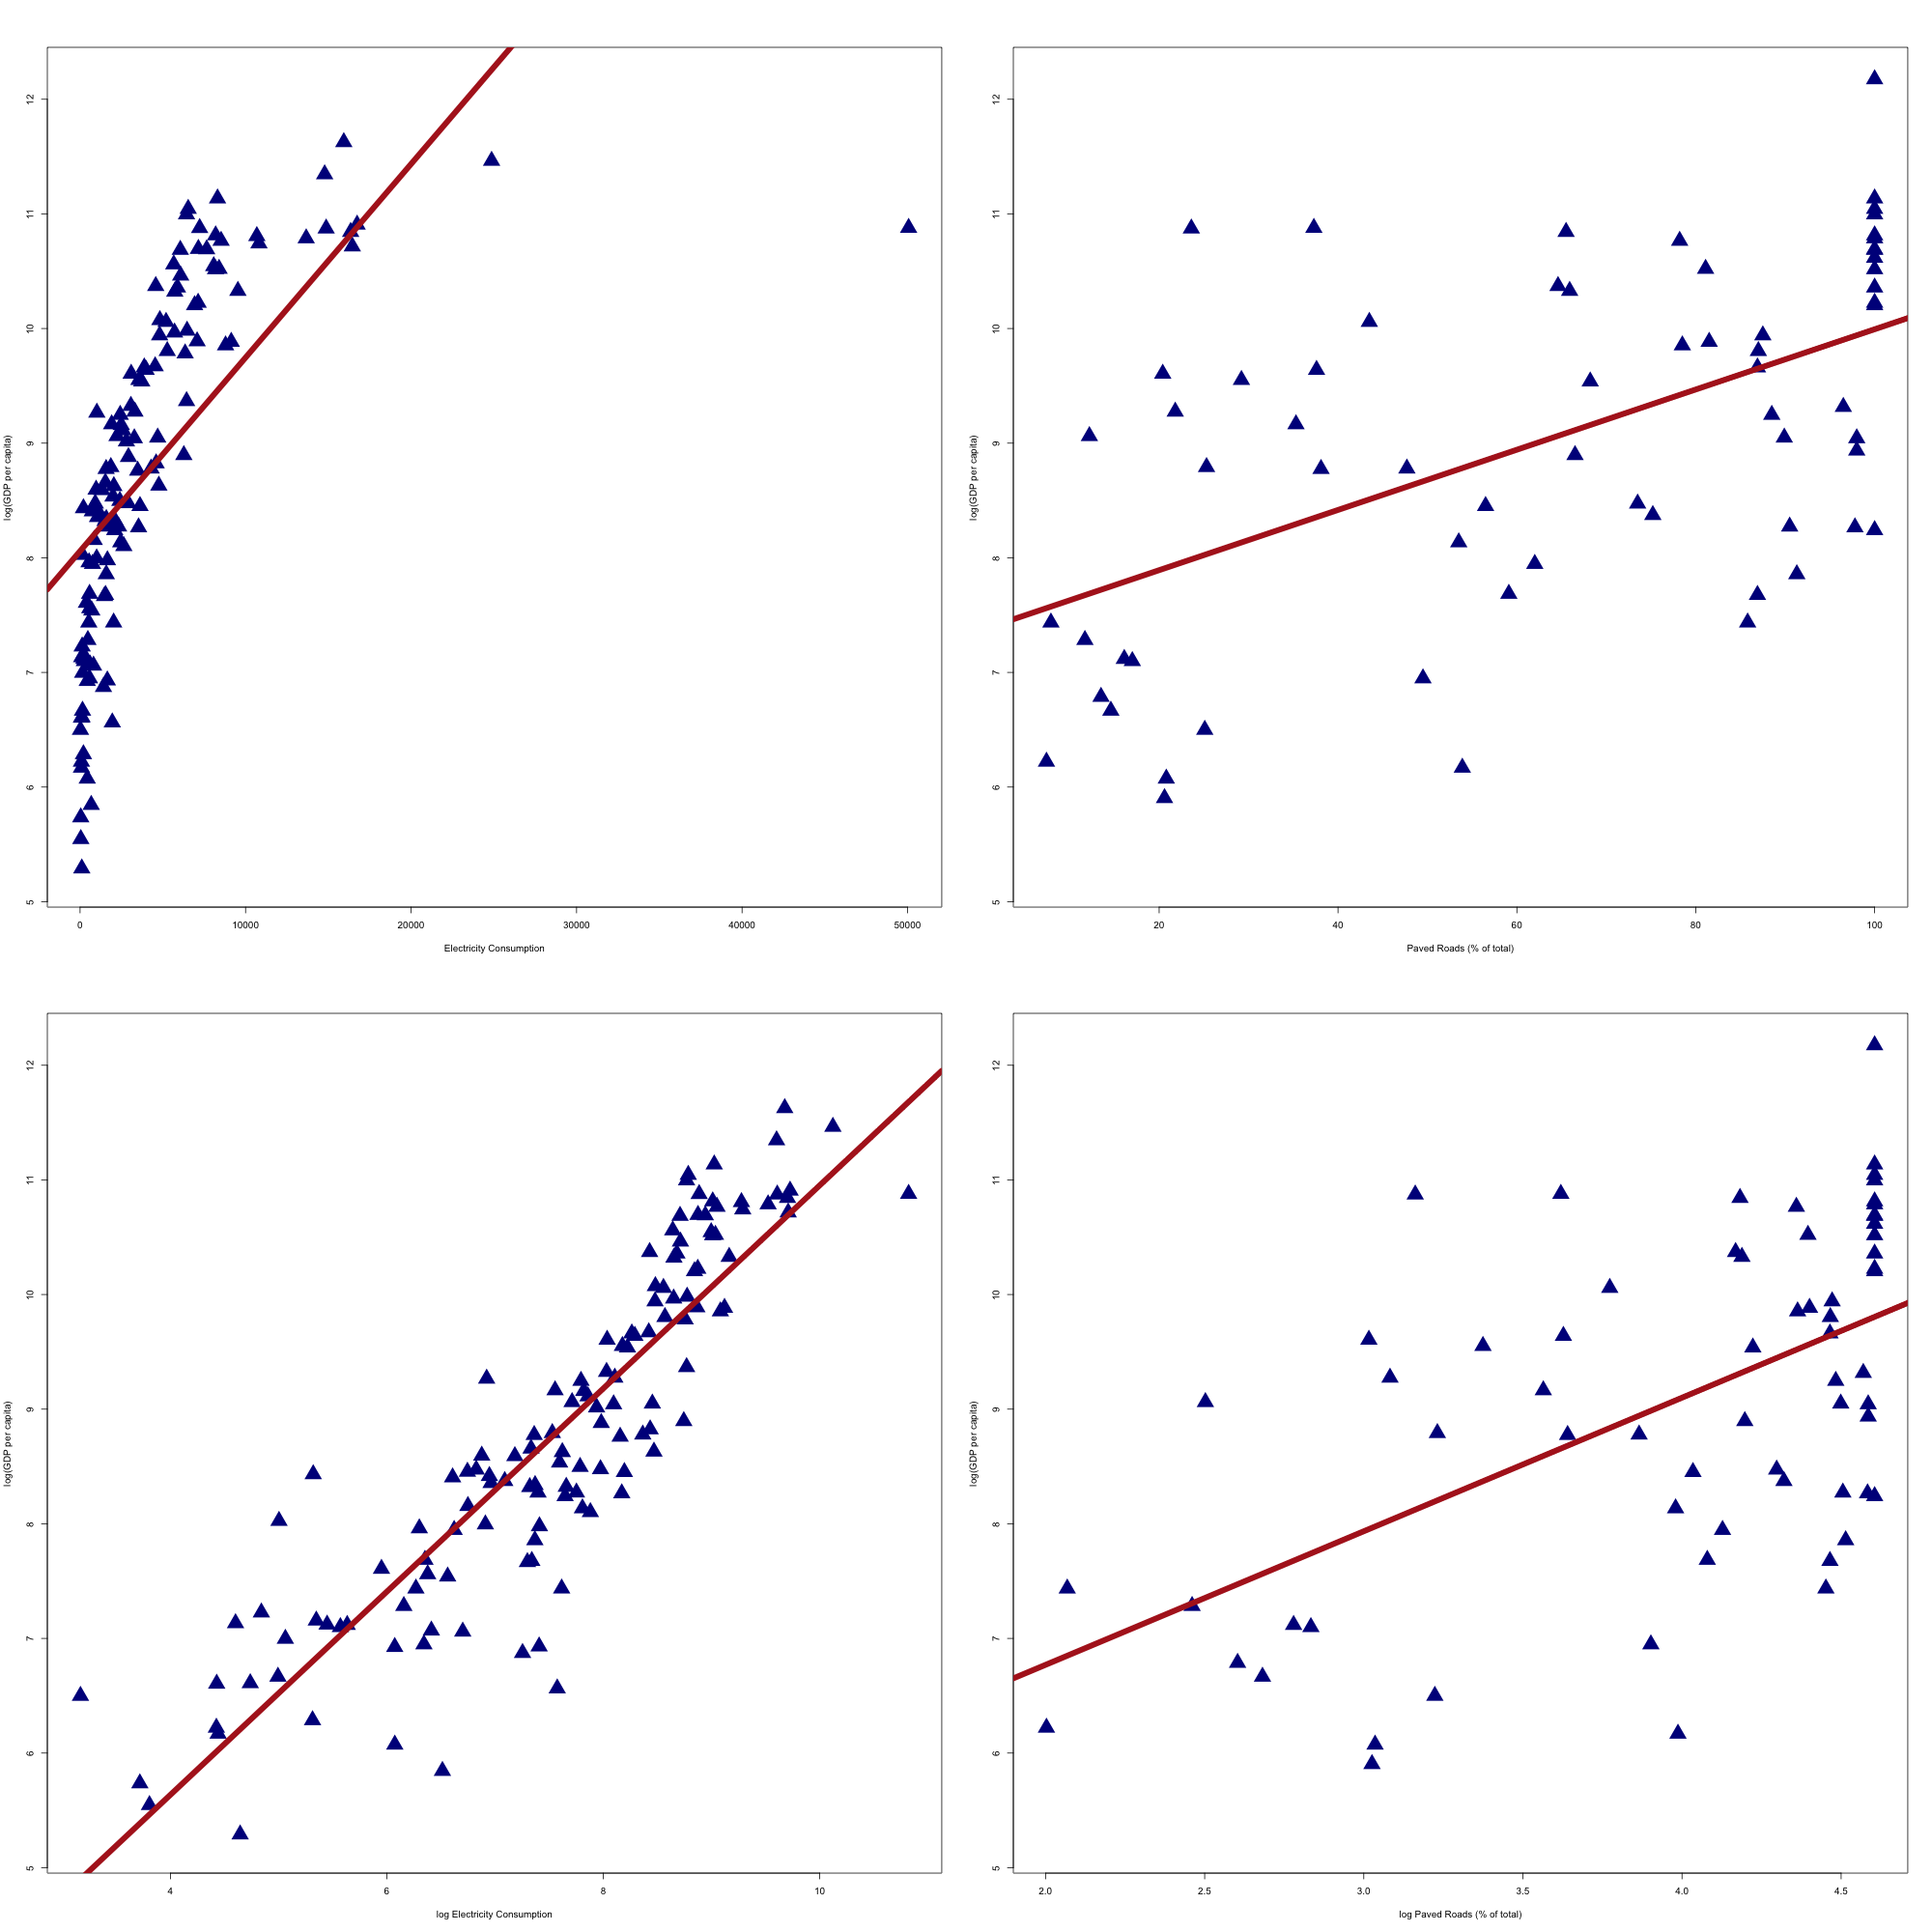 12
11
10
9
8
7
6
5
log(GDP per capita)
0 10000 20000 30000 40000 50000
Electricity Consumption
12
11
10
9
8
7
6
5
log(GDP per capita)
20 40 60 80 100
Paved Roads (% of total)
12
11
10
9
8
7
6
5
log(GDP per capita)
4 6 8 10
log Electricity Consumption
12
11
10
9
8
7
6
5
log(GDP per capita)
2.0 2.5 3.0 3.5 4.0 4.5
log Paved Roads (% of total)